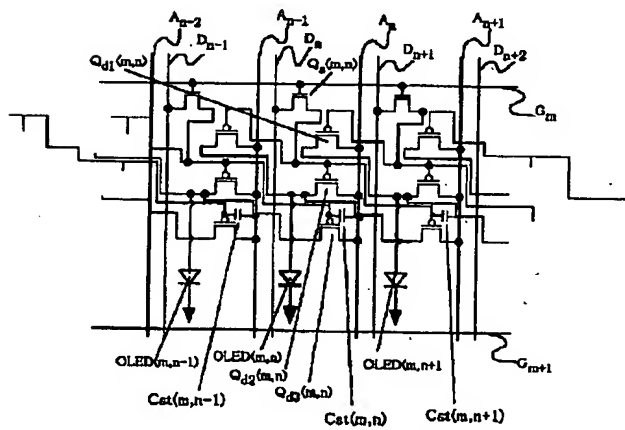 A_{n-2} A_{n-1} A_n A_{n+1}
D_{n-1} D_n D_{n+1} D_{n+2}
Q_{d1}(m,n) Q_s(m,n)
G_m
OLED(m,n-1) OLED(m,n) OLED(m,n+1 G_{m+1}
Q_{d2}(m,n) Q_{d3}(m,n)
Cst(m,n-1) Cst(m,n) Cst(m,n+1)